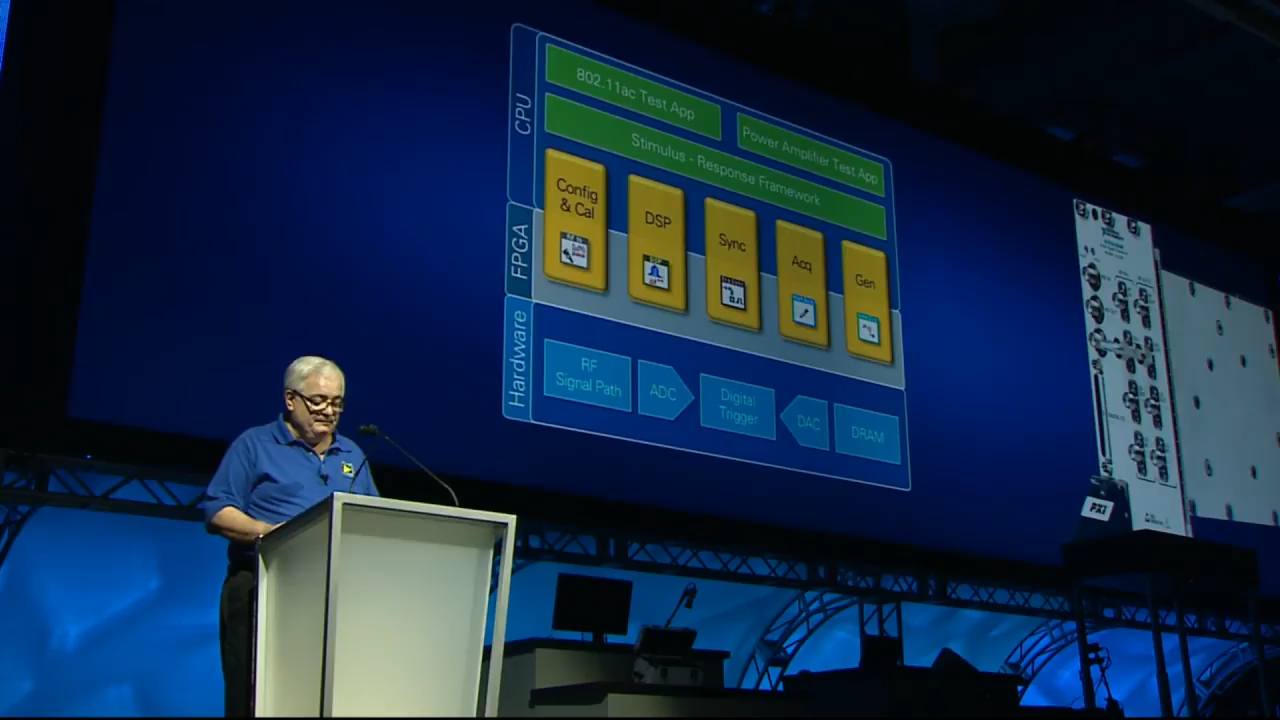 802.11ac Test App
Power Amplifier Test App
CPU
Stimulus - Response Framework
Config
& Cal
DSP
Sync
Acq
Gen
FPGA
Hardware
RF
Signal Path
ADC
Digital
Trigger
DAC
DRAM
PXI